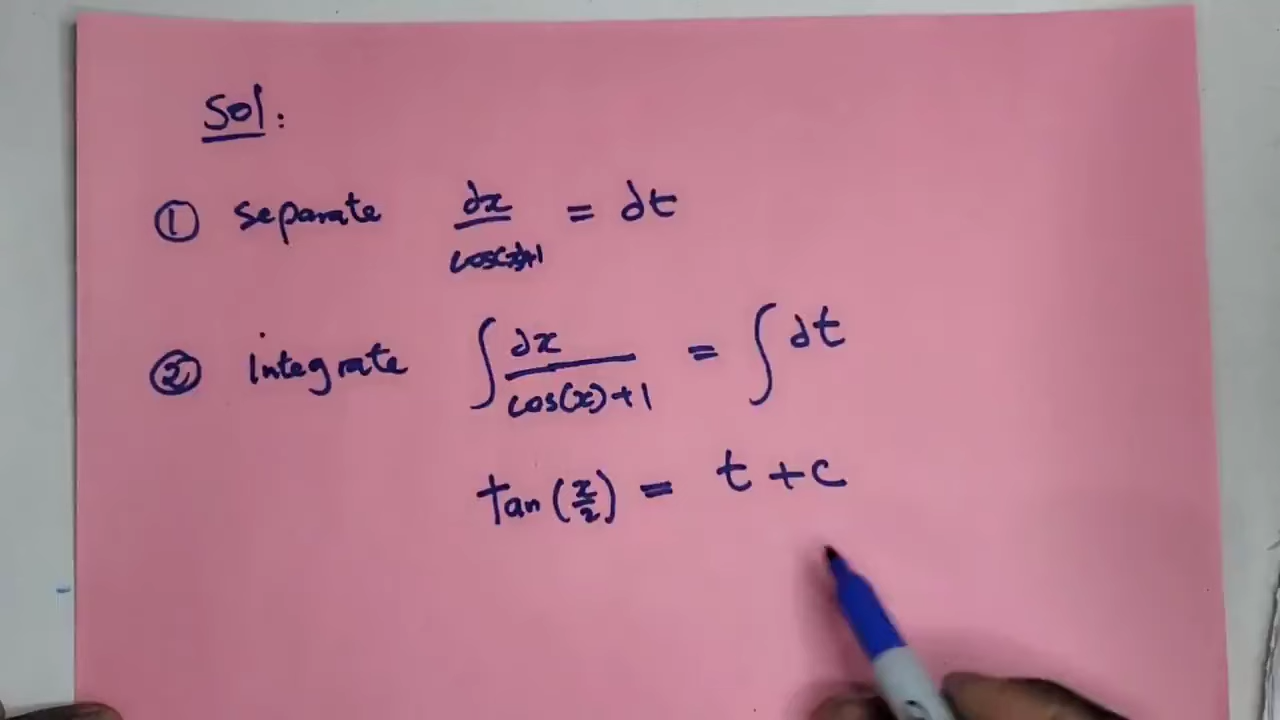 Sol:
① separate dx/cos(x)+1 = dt
② integrate ∫ dx/cos(x)+1 = ∫ dt
tan(x/2) = t + c